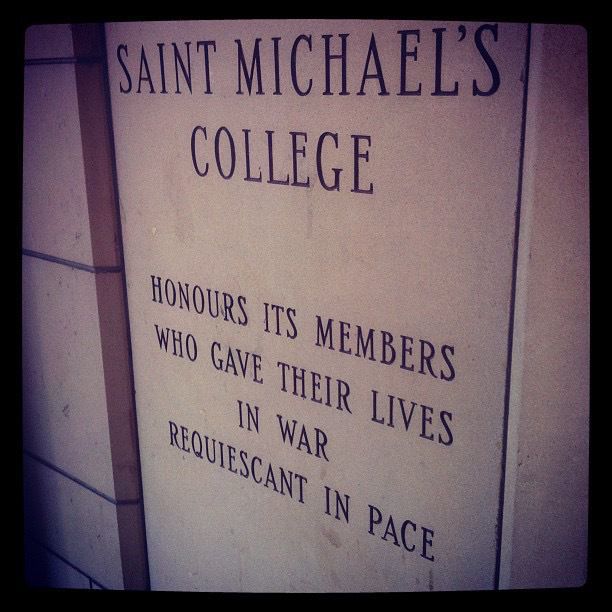 SAINT MICHAEL'S
COLLEGE
HONOURS ITS MEMBERS
WHO GAVE THEIR LIVES
IN WAR
REQUIESCANT IN PACE